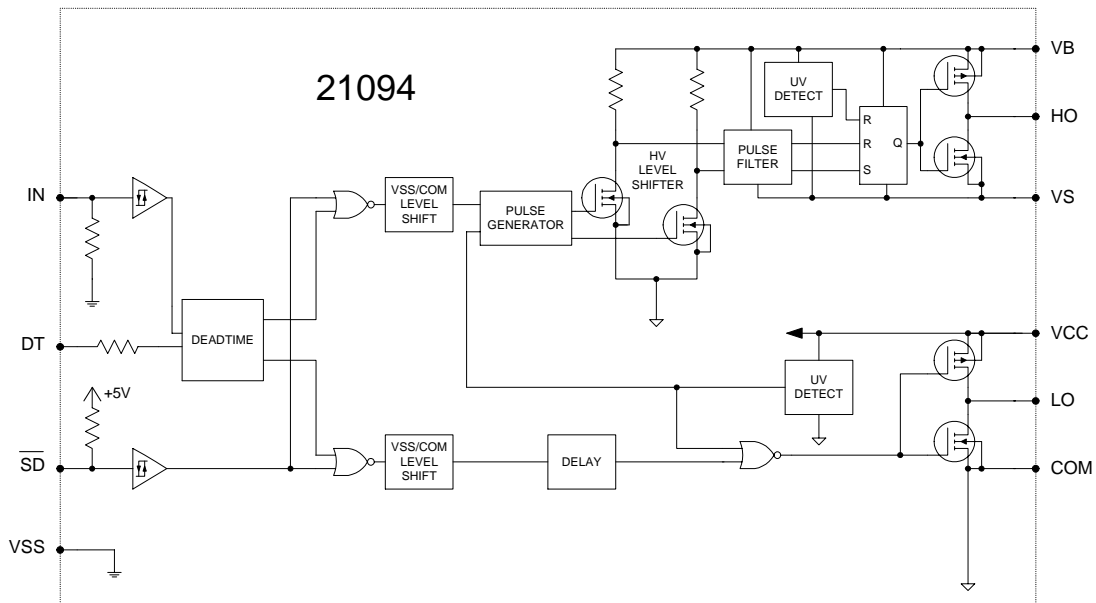 21094
VB
UV
DETECT
R
R
S
Q
HO
PULSE
FILTER
HV
LEVEL
SHIFTER
IN
VSS/COM
LEVEL
SHIFT
PULSE
GENERATOR
VS
DEADTIME
DT
VCC
UV
DETECT
+5V
LO
SD
VSS/COM
LEVEL
SHIFT
DELAY
COM
VSS